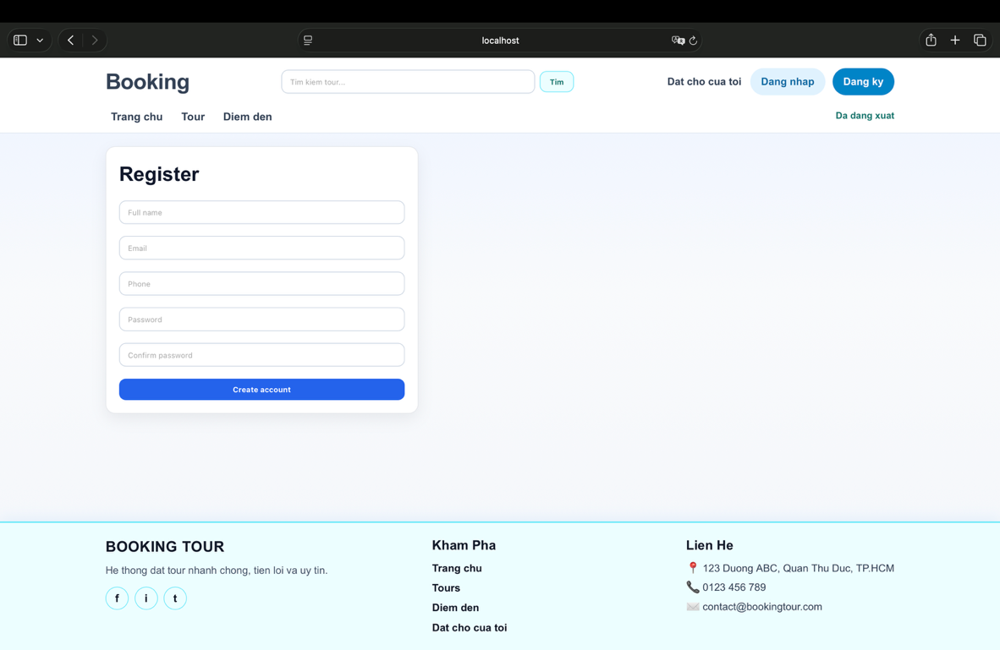 localhost
Booking
Tim kiem tour...
Tim
Dat cho cua toi
Dang nhap
Dang ky
Trang chu
Tour
Diem den
Da dang xuat
Register
Full name
Email
Phone
Password
Confirm password
Create account
BOOKING TOUR
He thong dat tour nhanh chong, tien loi va uy tin.
f
i
t
Kham Pha
Trang chu
Tours
Diem den
Dat cho cua toi
Lien He
📍 123 Duong ABC, Quan Thu Duc, TP.HCM
📞 0123 456 789
✉️ contact@bookingtour.com